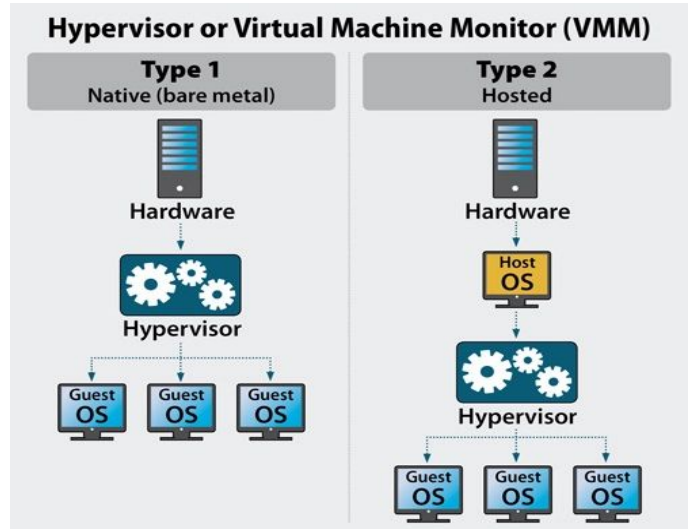 Hypervisor or Virtual Machine Monitor (VMM)
Type 1
Native (bare metal)
Hardware
Hypervisor
Guest
OS
Guest
OS
Guest
OS
Type 2
Hosted
Hardware
Host
OS
Hypervisor
Guest
OS
Guest
OS
Guest
OS